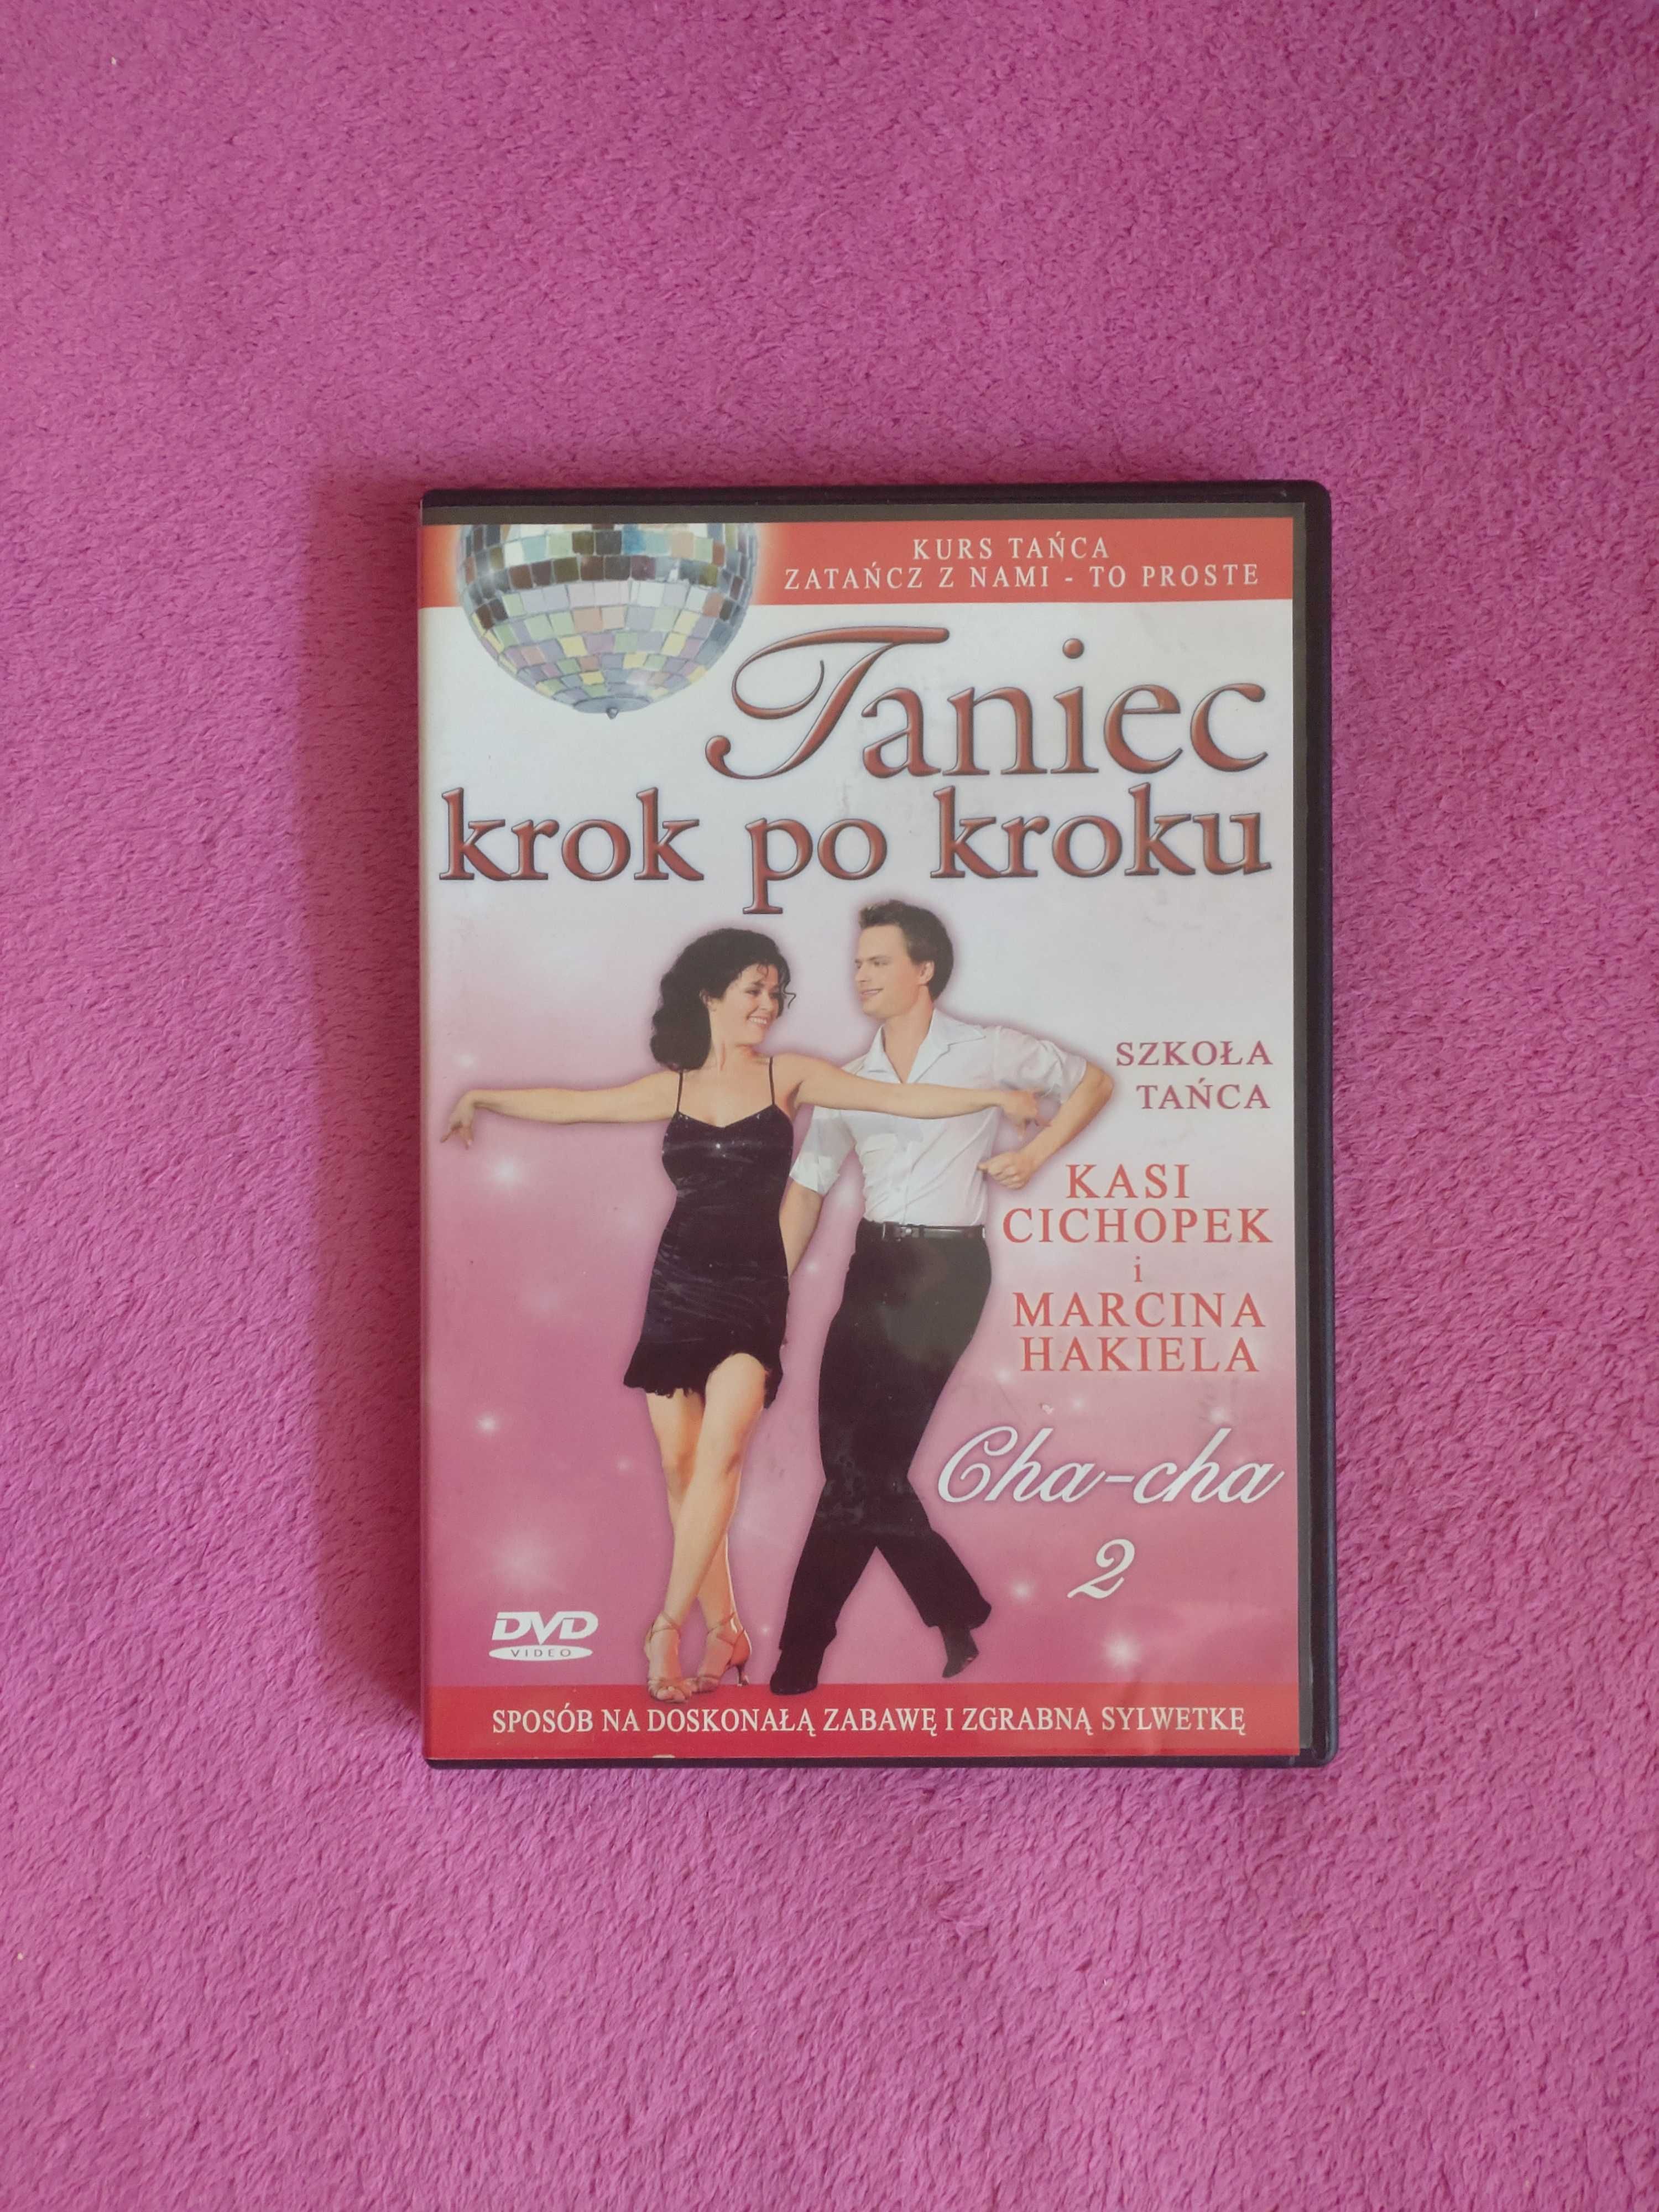 KURS TAŃCA
ZATAŃCZ Z NAMI - TO PROSTE
Taniec
krok po kroku
SZKOŁA
TAŃCA
KASI
CICHOPEK
i
MARCINA
HAKIELA
Cha-cha
2
DVD
VIDEO
SPOSÓB NA DOSKONAŁĄ ZABAWĘ I ZGRABNĄ SYLWETKĘ